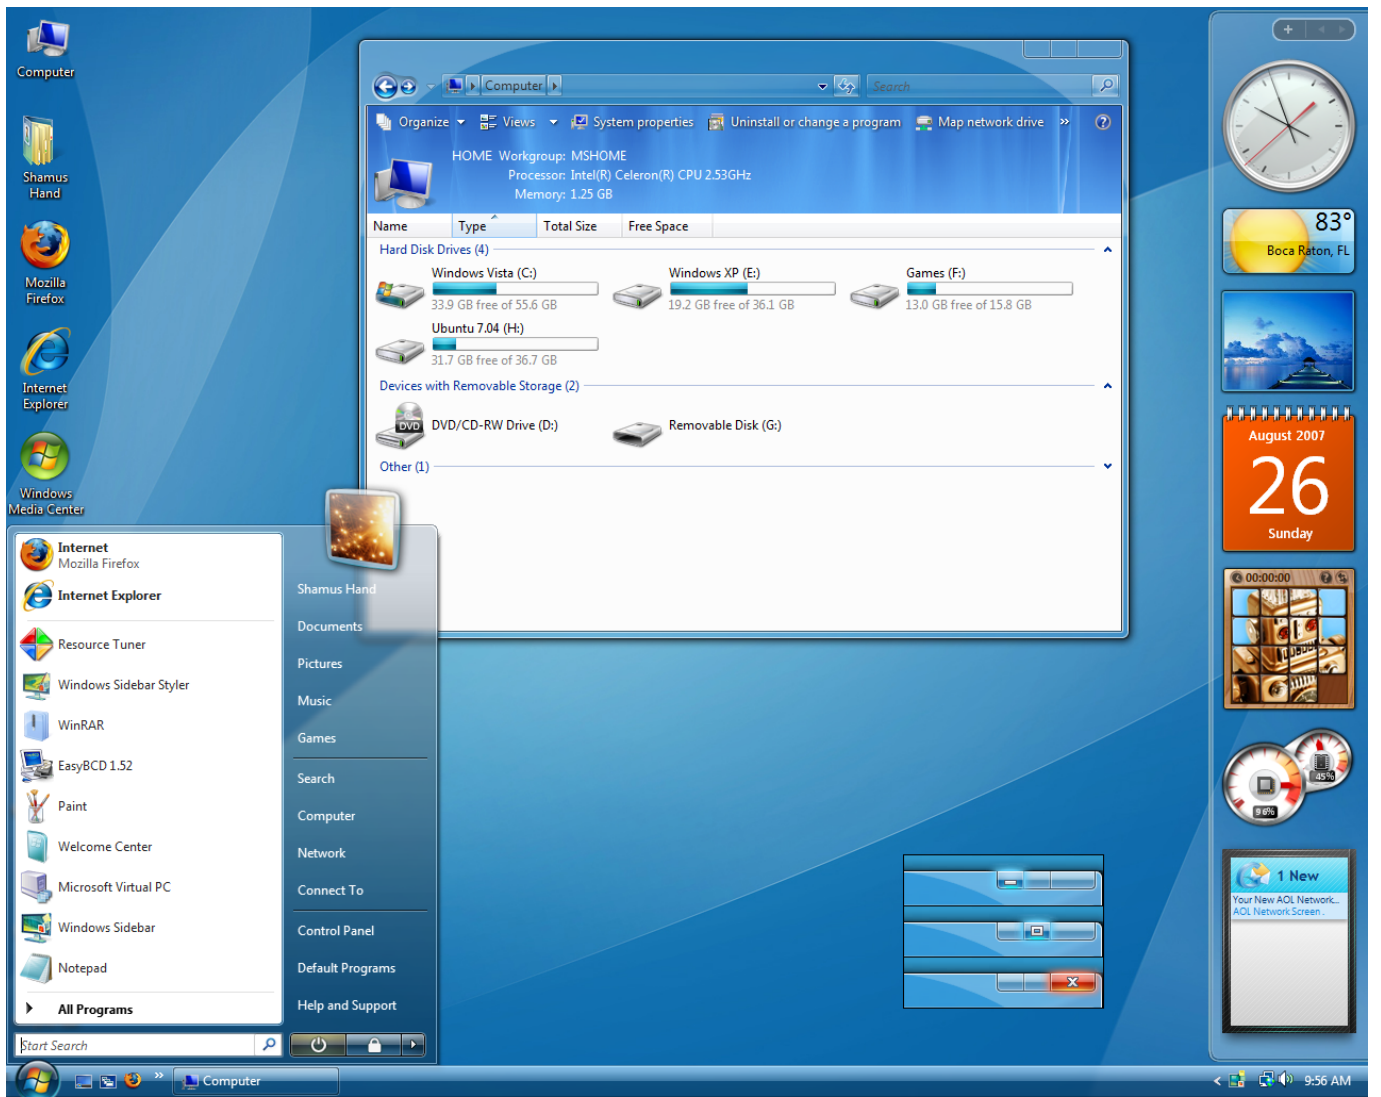 Computer
Shamus
Hand
Mozilla
Firefox
Internet
Explorer
Windows
Media Center
Computer
Search
Organize
Views
System properties
Uninstall or change a program
Map network drive
»
HOME Workgroup: MSHOME
Processor: Intel(R) Celeron(R) CPU 2.53GHz
Memory: 1.25 GB
Name
Type
Total Size
Free Space
Hard Disk Drives (4)
Windows Vista (C:)
33.9 GB free of 55.6 GB
Windows XP (E:)
19.2 GB free of 36.1 GB
Games (F:)
13.0 GB free of 15.8 GB
Ubuntu 7.04 (H:)
31.7 GB free of 36.7 GB
Devices with Removable Storage (2)
DVD
DVD/CD-RW Drive (D:)
Removable Disk (G:)
Other (1)
Internet
Mozilla Firefox
Internet Explorer
Resource Tuner
Windows Sidebar Styler
WinRAR
EasyBCD 1.52
Paint
Welcome Center
Microsoft Virtual PC
Windows Sidebar
Notepad
All Programs
Start Search
Shamus Hand
Documents
Pictures
Music
Games
Search
Computer
Network
Connect To
Control Panel
Default Programs
Help and Support
83°
Boca Raton, FL
August 2007
26
Sunday
00:00:00
45%
96%
1 New
Your New AOL Network...
AOL Network Screen .
»
Computer
9:56 AM